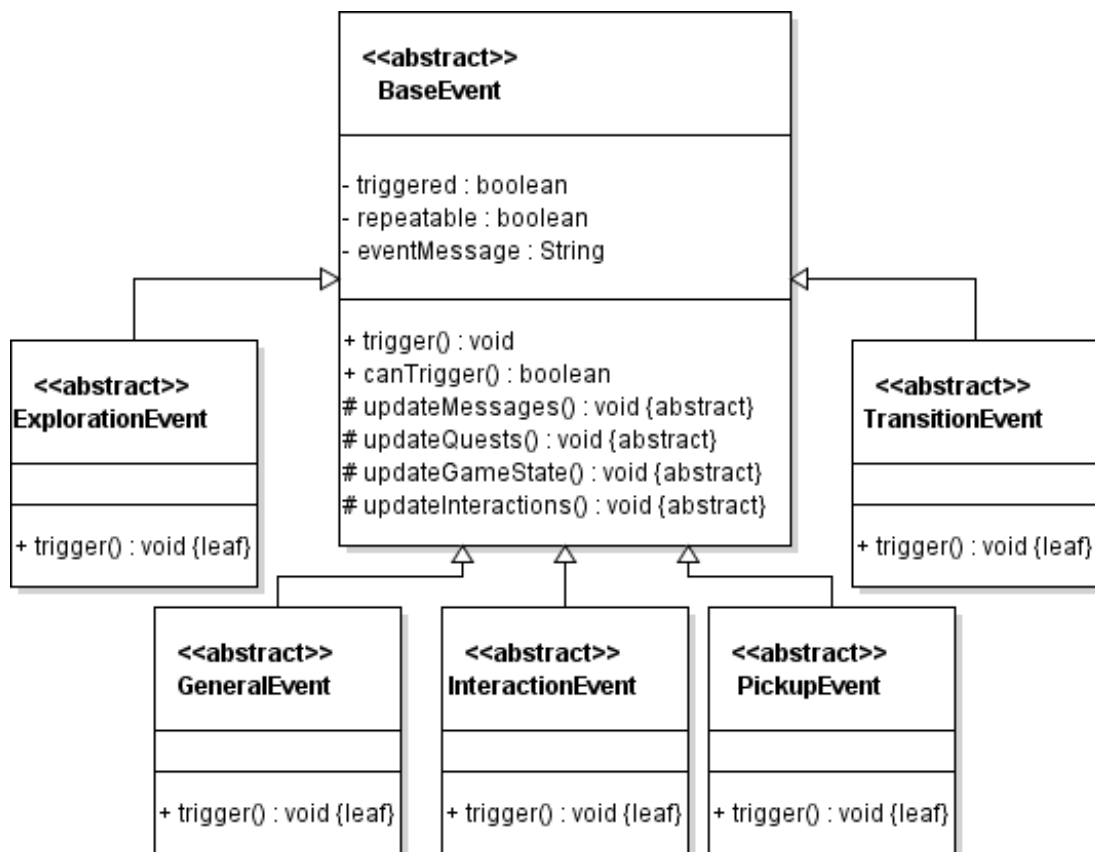 <<abstract>>
BaseEvent
- triggered : boolean
- repeatable : boolean
- eventMessage : String
+ trigger() : void
+ canTrigger() : boolean
# updateMessages() : void {abstract}
# updateQuests() : void {abstract}
# updateGameState() : void {abstract}
# updateInteractions() : void {abstract}
<<abstract>>
ExplorationEvent
+ trigger() : void {leaf}
<<abstract>>
TransitionEvent
+ trigger() : void {leaf}
<<abstract>>
GeneralEvent
+ trigger() : void {leaf}
<<abstract>>
InteractionEvent
+ trigger() : void {leaf}
<<abstract>>
PickupEvent
+ trigger() : void {leaf}